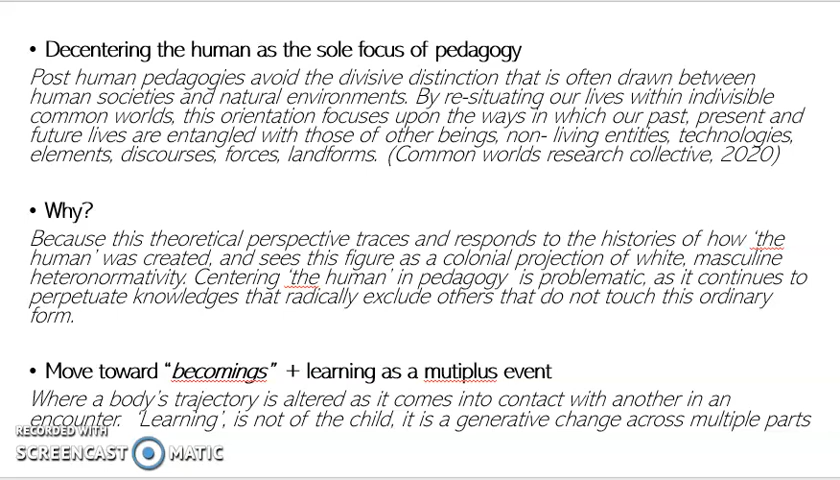 • Decentering the human as the sole focus of pedagogy
Post human pedagogies avoid the divisive distinction that is often drawn between
human societies and natural environments. By re-situating our lives within indivisible
common worlds, this orientation focuses upon the ways in which our past, present and
future lives are entangled with those of other beings, non- living entities, technologies,
elements, discourses, forces, landforms. (Common worlds research collective, 2020)
• Why?
Because this theoretical perspective traces and responds to the histories of how ‘the
human’ was created, and sees this figure as a colonial projection of white, masculine
heteronormativity. Centering ‘the human’ in pedagogy is problematic, as it continues to
perpetuate knowledges that radically exclude others that do not touch this ordinary
form.
• Move toward “becomings” + learning as a mutiplus event
Where a body’s trajectory is altered as it comes into contact with another in an
encounter. ‘Learning’, is not of the child, it is a generative change across multiple parts
RECORDED WITH
SCREENCAST MATIC